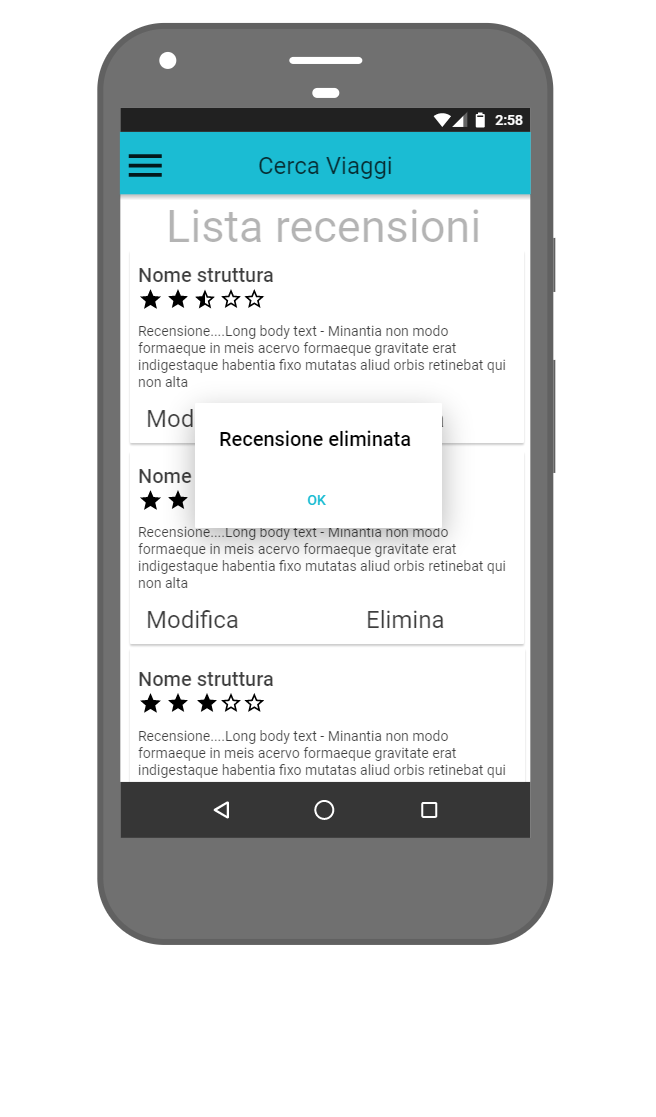 2:58
Cerca Viaggi
Lista recensioni
Nome struttura
Recensione....Long body text - Minantia non modo
formaeque in meis acervo formaeque gravitate erat
indigestaque habentia fixo mutatas aliud orbis retinebat qui
non alta
Recensione eliminata
OK
Nome
Recensione....Long body text - Minantia non modo
formaeque in meis acervo formaeque gravitate erat
indigestaque habentia fixo mutatas aliud orbis retinebat qui
non alta
Modifica Elimina
Nome struttura
Recensione....Long body text - Minantia non modo
formaeque in meis acervo formaeque gravitate erat
indigestaque habentia fixo mutatas aliud orbis retinebat qui